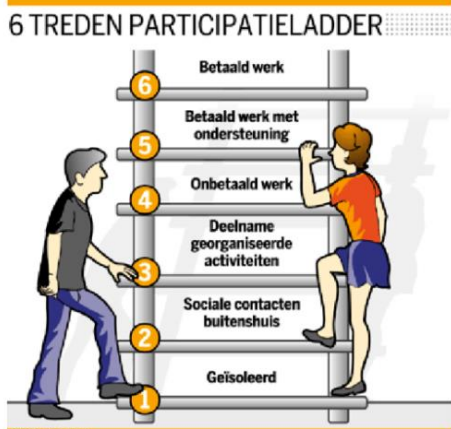 6 TREDEN PARTICIPATIELADDER
Betaald werk
6
Betaald werk met
ondersteuning
5
Onbetaald werk
4
Deelname
georganiseerde
activiteiten
3
Sociale contacten
buitenshuis
2
Geïsoleerd
1